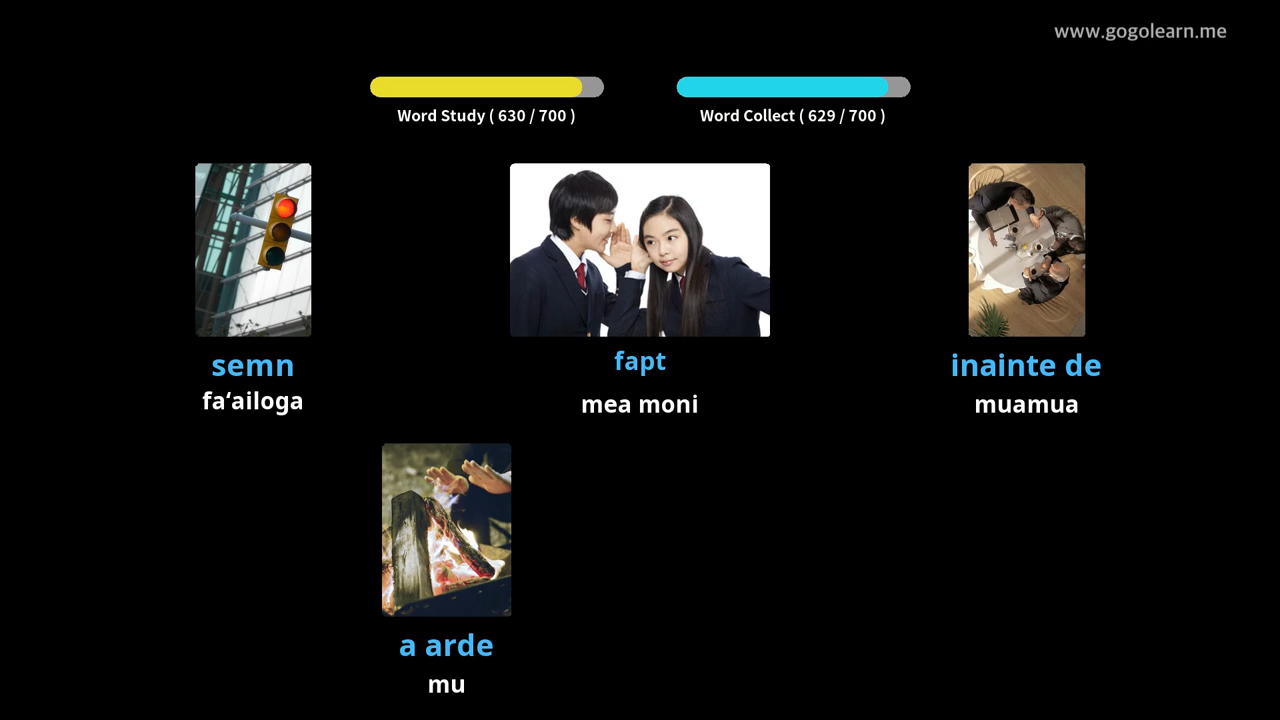 www.gogolearn.me
Word Study ( 630 / 700 )
Word Collect ( 629 / 700 )
semn
fa‘ailoga
fapt
mea moni
inainte de
muamua
a arde
mu